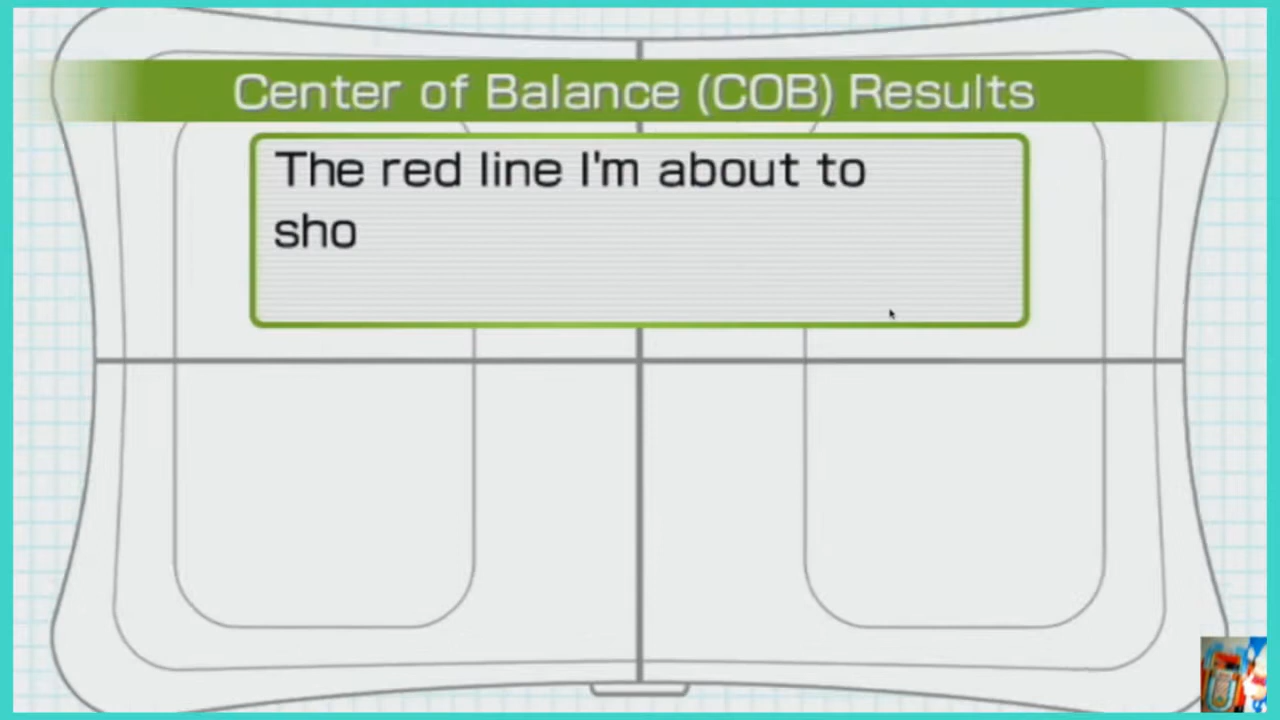 Center of Balance (COB) Results
The red line I'm about to
sho